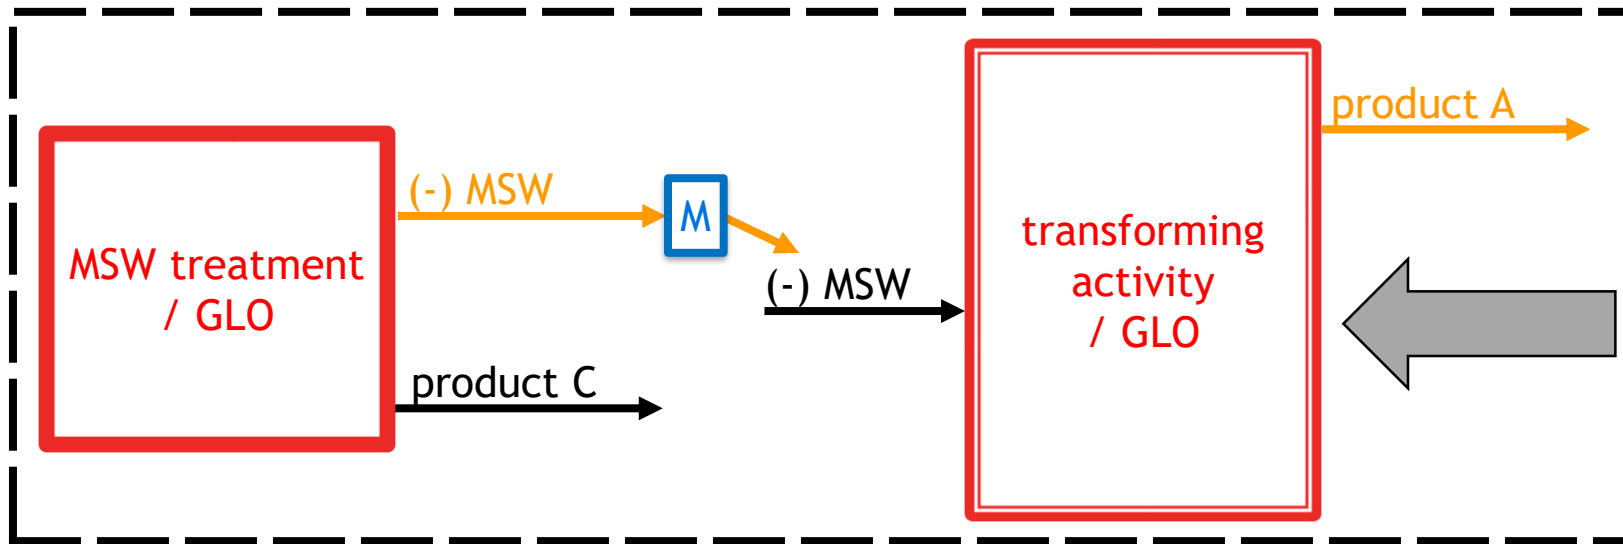 MSW treatment
/ GLO
(-) MSW
product C
M
(-) MSW
transforming
activity
/ GLO
product A